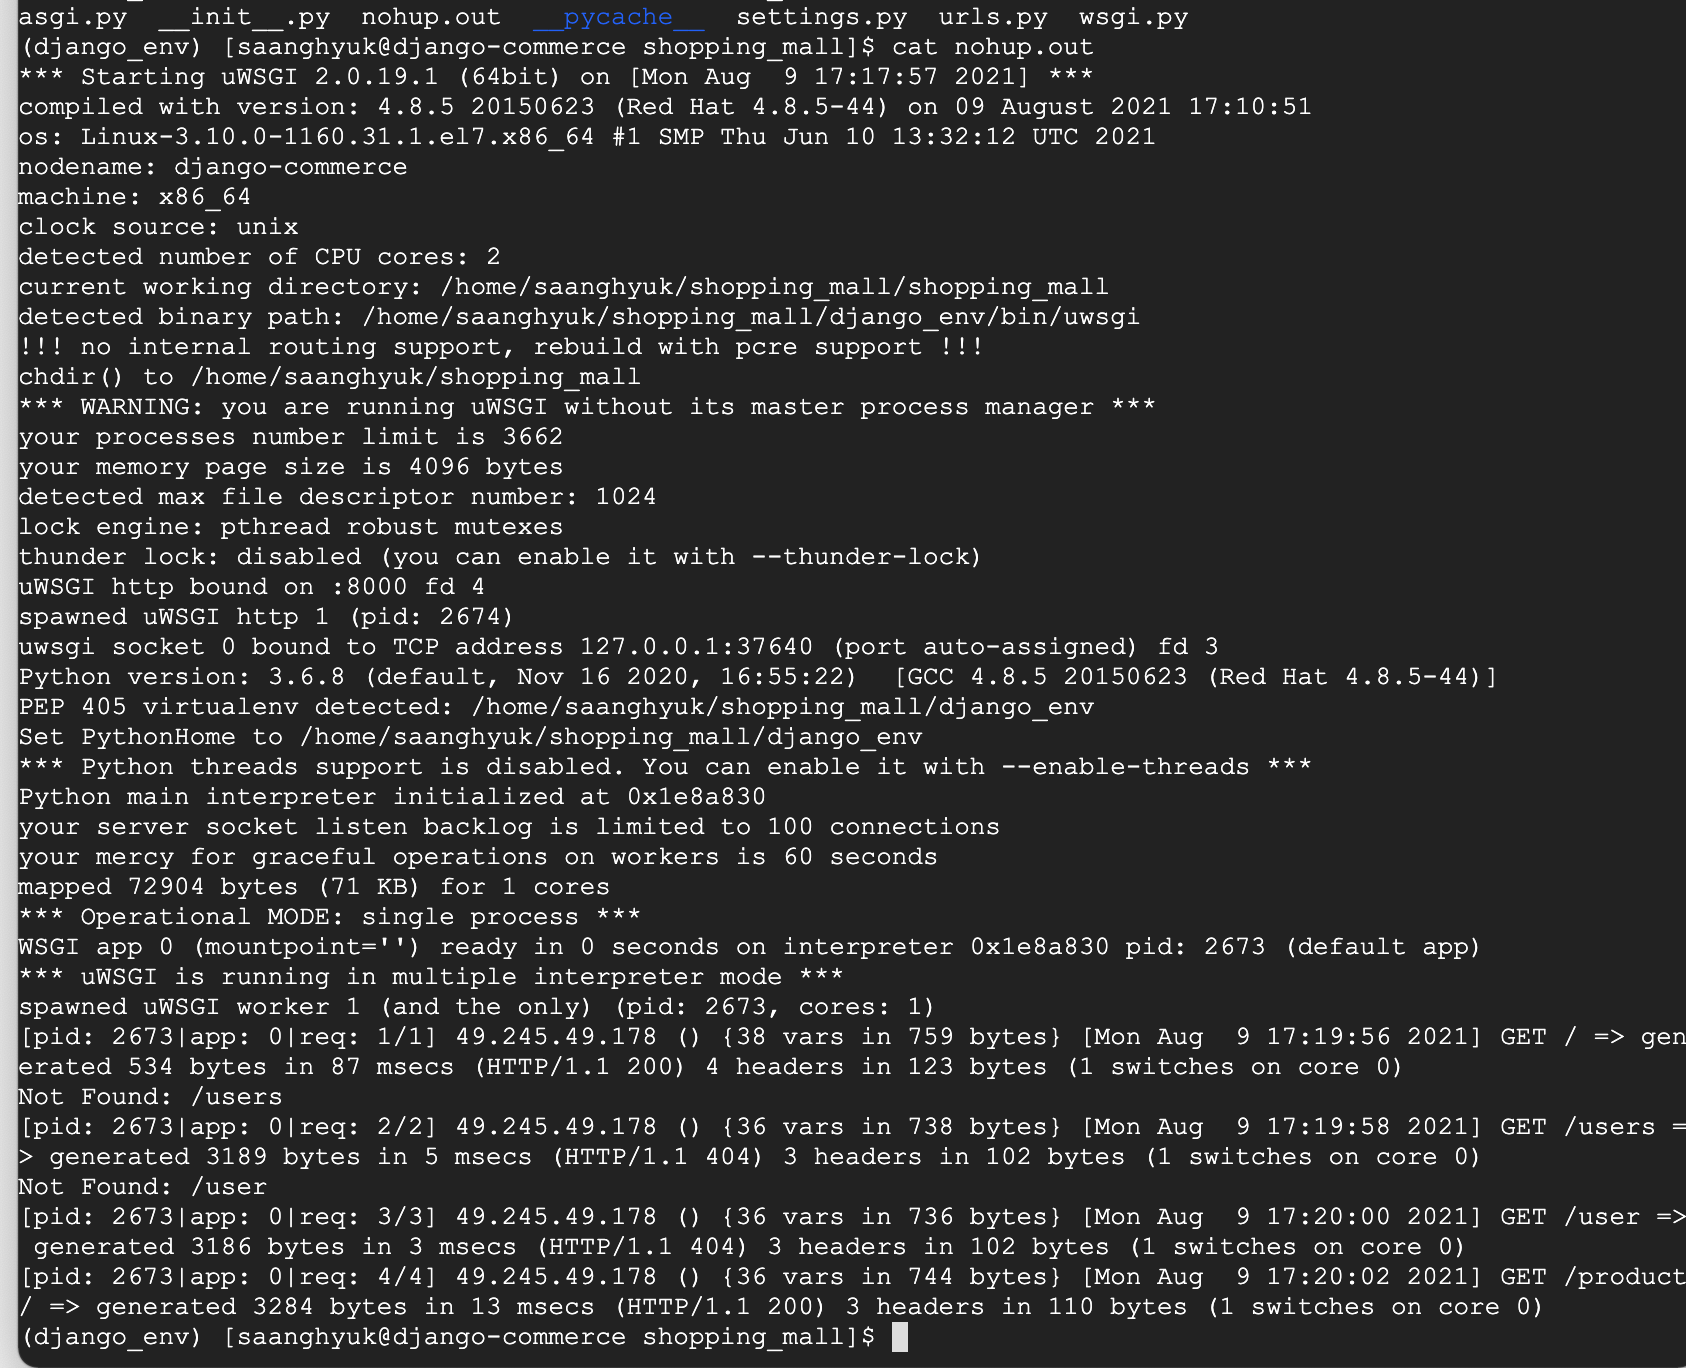 asgi.py  __init__.py  nohup.out  __pycache__  settings.py  urls.py  wsgi.py
(django_env) [saanghyuk@django-commerce shopping_mall]$ cat nohup.out
*** Starting uWSGI 2.0.19.1 (64bit) on [Mon Aug  9 17:17:57 2021] ***
compiled with version: 4.8.5 20150623 (Red Hat 4.8.5-44) on 09 August 2021 17:10:51
os: Linux-3.10.0-1160.31.1.el7.x86_64 #1 SMP Thu Jun 10 13:32:12 UTC 2021
nodename: django-commerce
machine: x86_64
clock source: unix
detected number of CPU cores: 2
current working directory: /home/saanghyuk/shopping_mall/shopping_mall
detected binary path: /home/saanghyuk/shopping_mall/django_env/bin/uwsgi
!!! no internal routing support, rebuild with pcre support !!!
chdir() to /home/saanghyuk/shopping_mall
*** WARNING: you are running uWSGI without its master process manager ***
your processes number limit is 3662
your memory page size is 4096 bytes
detected max file descriptor number: 1024
lock engine: pthread robust mutexes
thunder lock: disabled (you can enable it with --thunder-lock)
uWSGI http bound on :8000 fd 4
spawned uWSGI http 1 (pid: 2674)
uwsgi socket 0 bound to TCP address 127.0.0.1:37640 (port auto-assigned) fd 3
Python version: 3.6.8 (default, Nov 16 2020, 16:55:22)  [GCC 4.8.5 20150623 (Red Hat 4.8.5-44)]
PEP 405 virtualenv detected: /home/saanghyuk/shopping_mall/django_env
Set PythonHome to /home/saanghyuk/shopping_mall/django_env
*** Python threads support is disabled. You can enable it with --enable-threads ***
Python main interpreter initialized at 0x1e8a830
your server socket listen backlog is limited to 100 connections
your mercy for graceful operations on workers is 60 seconds
mapped 72904 bytes (71 KB) for 1 cores
*** Operational MODE: single process ***
WSGI app 0 (mountpoint='') ready in 0 seconds on interpreter 0x1e8a830 pid: 2673 (default app)
*** uWSGI is running in multiple interpreter mode ***
spawned uWSGI worker 1 (and the only) (pid: 2673, cores: 1)
[pid: 2673|app: 0|req: 1/1] 49.245.49.178 () {38 vars in 759 bytes} [Mon Aug  9 17:19:56 2021] GET / => gen
erated 534 bytes in 87 msecs (HTTP/1.1 200) 4 headers in 123 bytes (1 switches on core 0)
Not Found: /users
[pid: 2673|app: 0|req: 2/2] 49.245.49.178 () {36 vars in 738 bytes} [Mon Aug  9 17:19:58 2021] GET /users =
> generated 3189 bytes in 5 msecs (HTTP/1.1 404) 3 headers in 102 bytes (1 switches on core 0)
Not Found: /user
[pid: 2673|app: 0|req: 3/3] 49.245.49.178 () {36 vars in 736 bytes} [Mon Aug  9 17:20:00 2021] GET /user =>
 generated 3186 bytes in 3 msecs (HTTP/1.1 404) 3 headers in 102 bytes (1 switches on core 0)
[pid: 2673|app: 0|req: 4/4] 49.245.49.178 () {36 vars in 744 bytes} [Mon Aug  9 17:20:02 2021] GET /product
/ => generated 3284 bytes in 13 msecs (HTTP/1.1 200) 3 headers in 110 bytes (1 switches on core 0)
(django_env) [saanghyuk@django-commerce shopping_mall]$